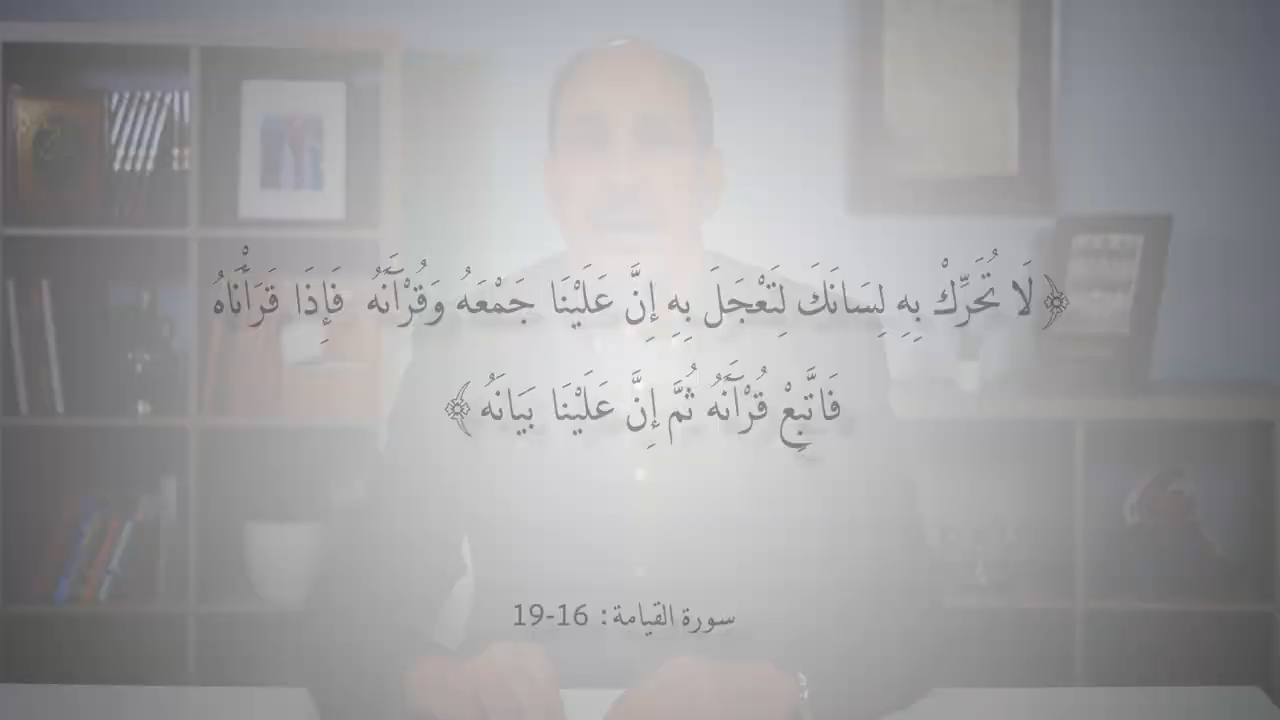 ﴿لَا تُحَرِّكْ بِهِ لِسَانَكَ لِتَعْجَلَ بِهِ إِنَّ عَلَيْنَا جَمْعَهُ وَقُرْآنَهُ فَإِذَا قَرَأْنَاهُ
فَاتَّبِعْ قُرْآنَهُ ثُمَّ إِنَّ عَلَيْنَا بَيَانَهُ﴾
سورة القيامة: 16-19